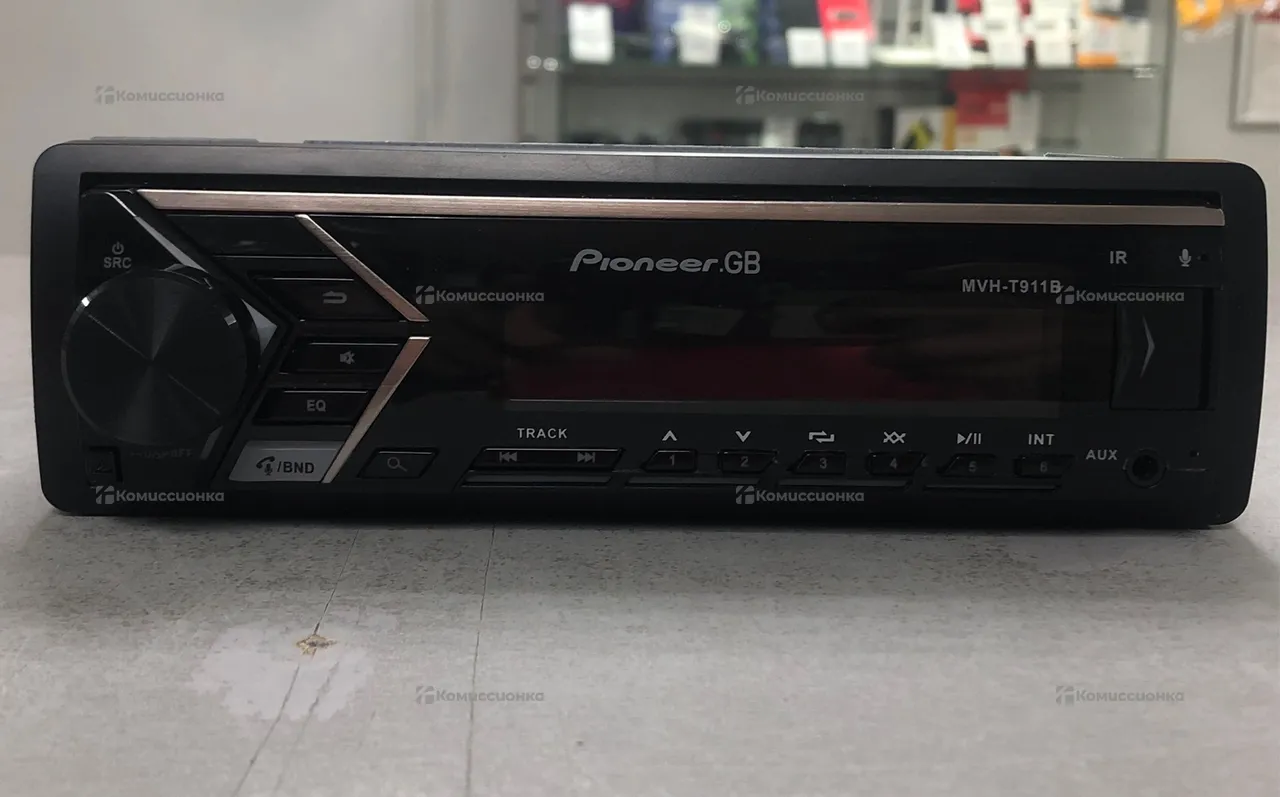 Комиссионка
Комиссионка
SRC
Pioneer.GB
IR
MVH-T911B
Комиссионка
Комиссионка
EQ
/BND
TRACK
INT
AUX
1
2
3
4
5
6
Комиссионка
Комиссионка
Комиссионка
Комиссионка